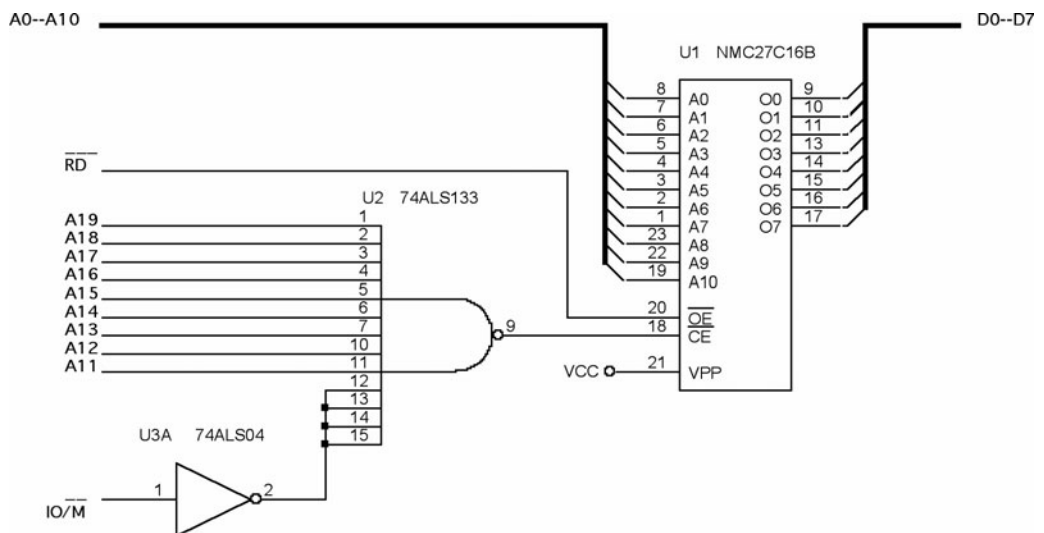 A0--A10
D0--D7
U1 NMC27C16B
8 A0 O0 9
7 A1 O1 10
6 A2 O2 11
5 A3 O3 13
4 A4 O4 14
3 A5 O5 15
2 A6 O6 16
1 A7 O7 17
23 A8
22 A9
19 A10
RD
U2 74ALS133
A19 1
A18 2
A17 3
A16 4
A15 5
A14 6
A13 7
A12 10
A11 11
12
13
14
15
9
20 OE
18 CE
VCC 21 VPP
U3A 74ALS04
1 2
IO/M